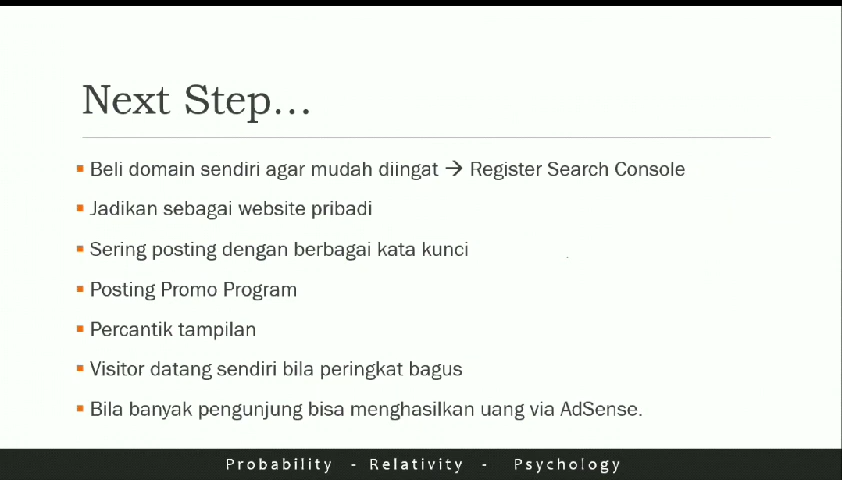 Next Step...
Beli domain sendiri agar mudah diingat → Register Search Console
Jadikan sebagai website pribadi
Sering posting dengan berbagai kata kunci
Posting Promo Program
Percantik tampilan
Visitor datang sendiri bila peringkat bagus
Bila banyak pengunjung bisa menghasilkan uang via AdSense.
Probability - Relativity - Psychology